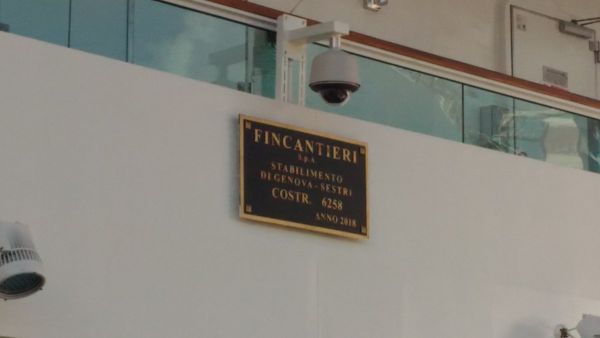 FINCANTIERI
S.p.A
STABILIMENTO
DI GENOVA - SESTRI
COSTR. 6258
ANNO 2018